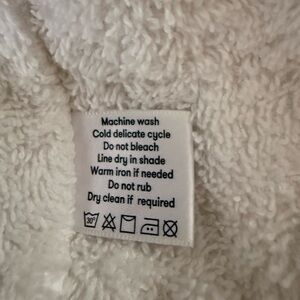 Machine wash
Cold delicate cycle
Do not bleach
Line dry in shade
Warm iron if needed
Do not rub
Dry clean if required
30°